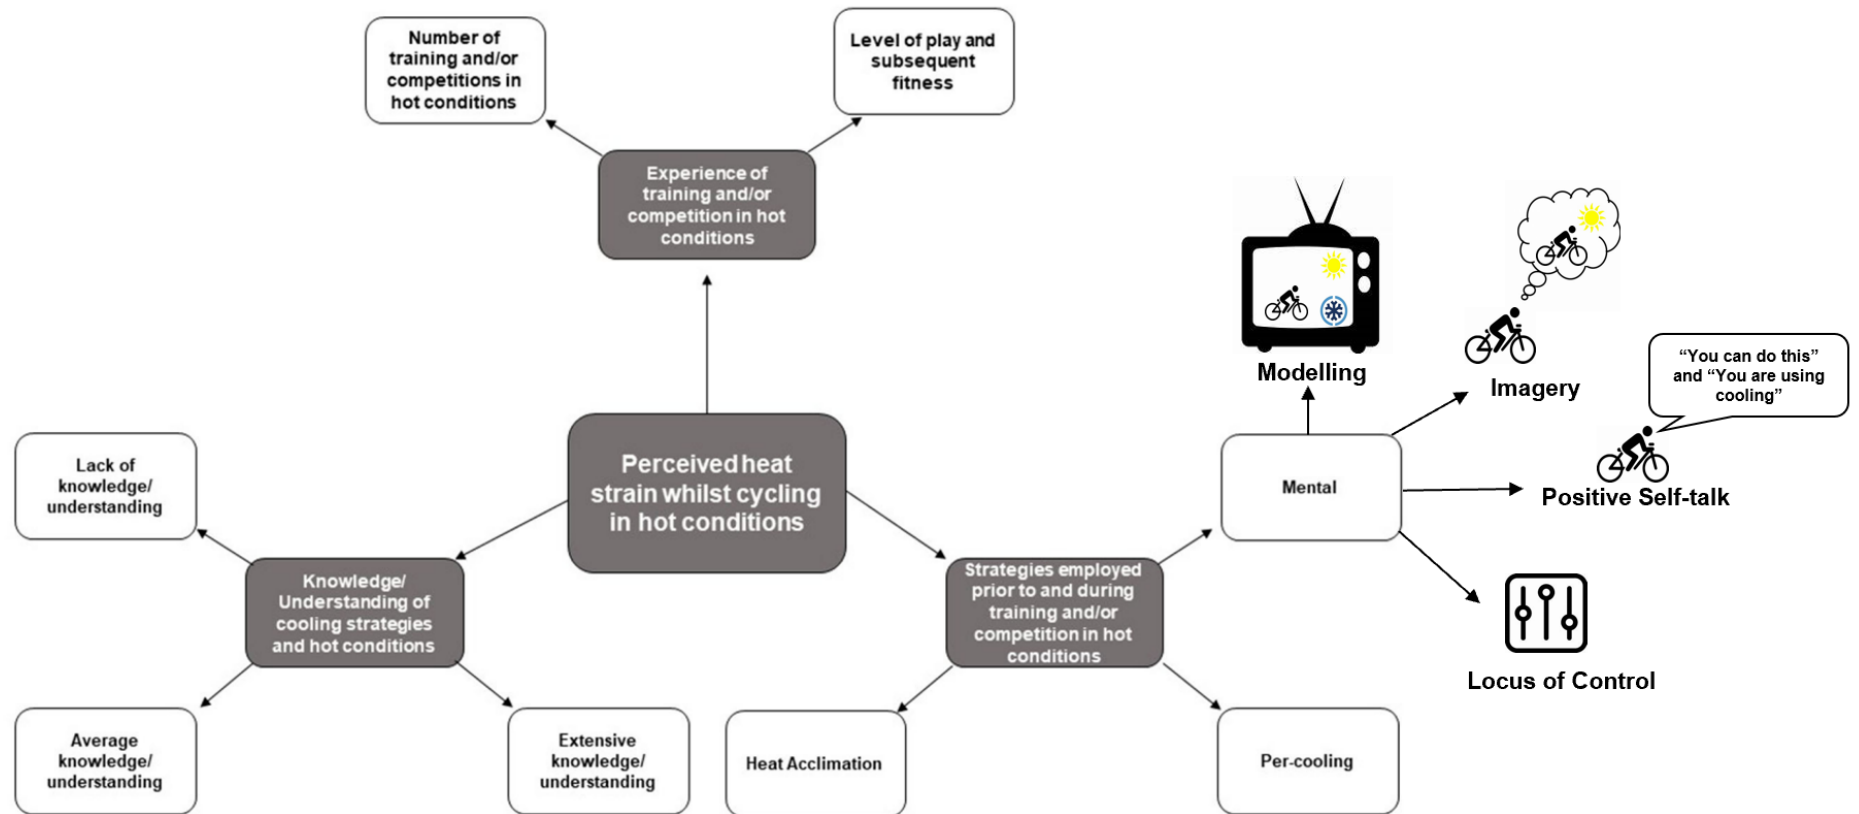 Number of
training and/or
competitions in
hot conditions
Level of play and
subsequent
fitness
Experience of
training and/or
competition in hot
conditions
Modelling
Imagery
“You can do this”
and “You are using
cooling”
Positive Self-talk
Mental
Locus of Control
Perceived heat
strain whilst cycling
in hot conditions
Lack of
knowledge/
understanding
Knowledge/
Understanding of
cooling strategies
and hot conditions
Strategies employed
prior to and during
training and/or
competition in hot
conditions
Average
knowledge/
understanding
Extensive
knowledge/
understanding
Heat Acclimation
Per-cooling